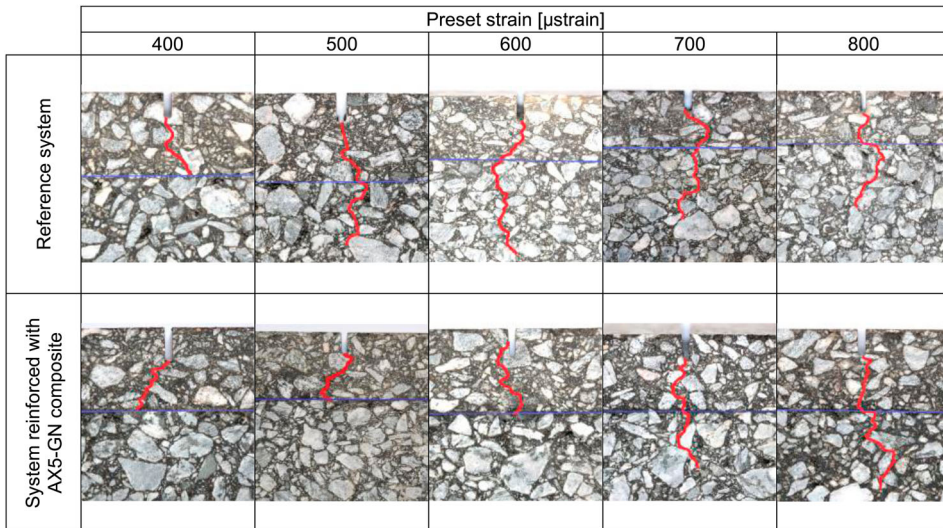 Preset strain [µstrain]
400 500 600 700 800
Reference system
System reinforced with
AX5-GN composite